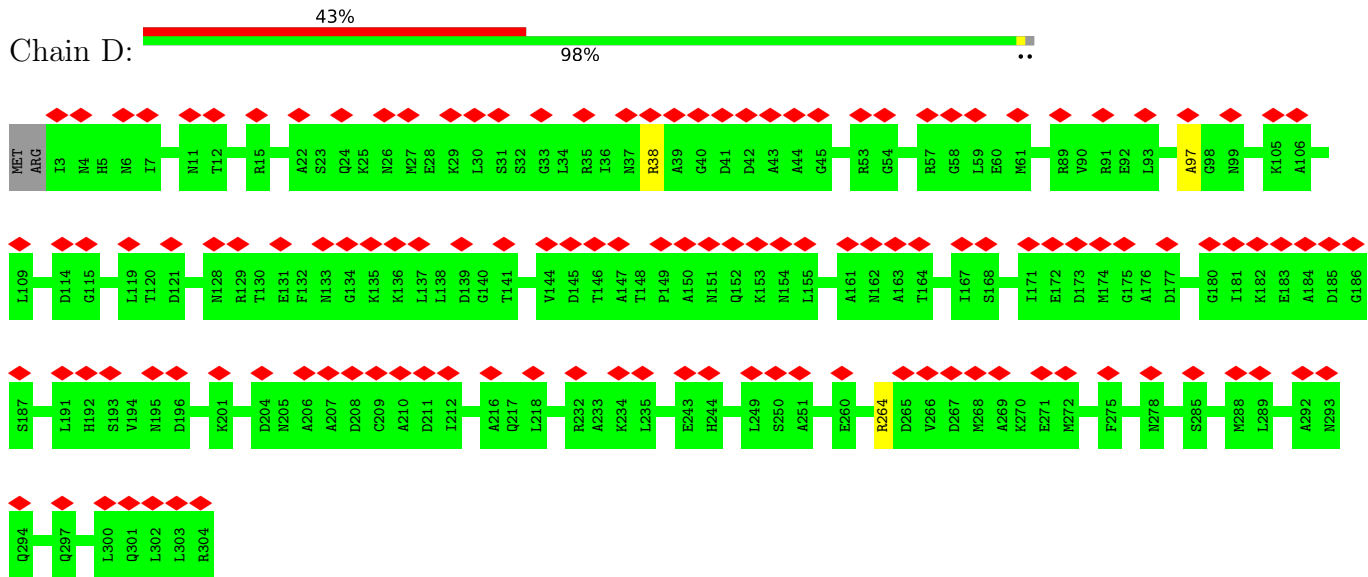 43%
Chain D:
98%
••
MET ARG I3 N4 H5 N6 I7 N11 T12 R15 A22 S23 Q24 K25 N26 M27 E28 K29 L30 S31 S32 G33 L34 R35 I36 N37 R38 A39 G40 D41 D42 A43 A44 G45 R53 G54 R57 G58 L59 E60 M61 R89 V90 R91 E92 L93 A97 G98 N99 K105 A106
L109 D114 G115 L119 T120 D121 N128 R129 T130 E131 F132 N133 G134 K135 K136 L137 L138 D139 G140 T141 V144 D145 T146 A147 T148 P149 A150 N151 Q152 K153 N154 L155 A161 N162 A163 T164 I167 S168 I171 E172 D173 M174 G175 A176 D177 G180 I181 K182 E183 A184 D185 G186
S187 L191 H192 S193 V194 N195 D196 K201 D204 N205 A206 A207 D208 C209 A210 D211 I212 A216 Q217 L218 R232 A233 K234 L235 E243 H244 L249 S250 A251 E260 R264 D265 V266 D267 M268 A269 K270 E271 M272 F275 N278 S285 M288 L289 A292 N293
Q294 Q297 L300 Q301 L302 L303 R304